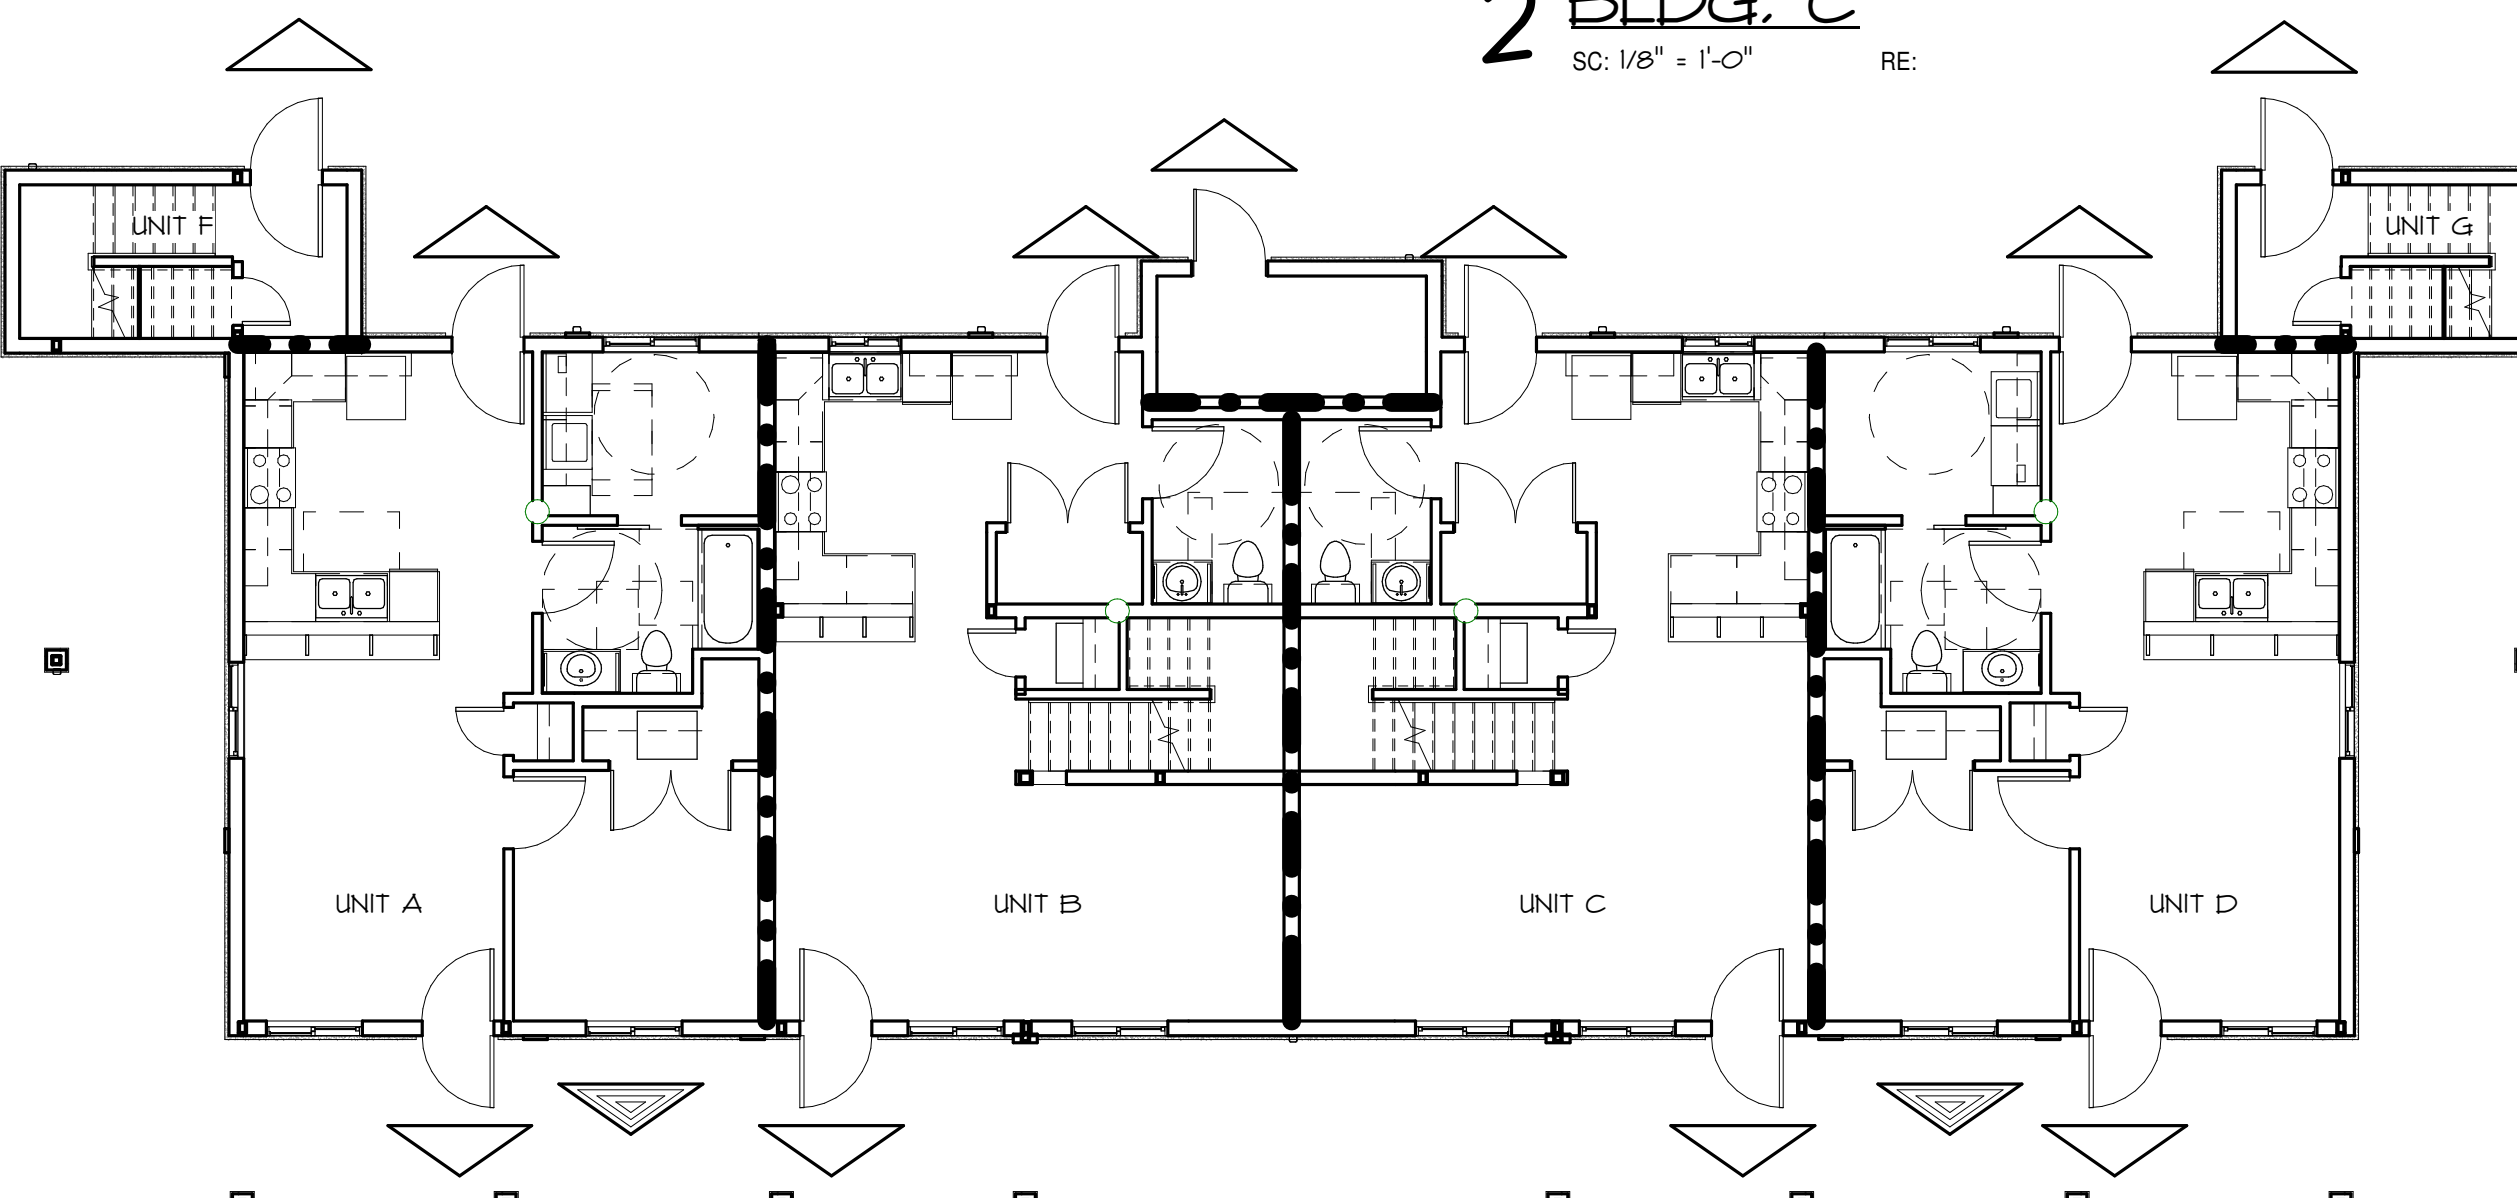 2 BLDG. C
SC: 1/8" = 1'-0" RE:
UNIT F
UNIT G
UNIT A
UNIT B
UNIT C
UNIT D